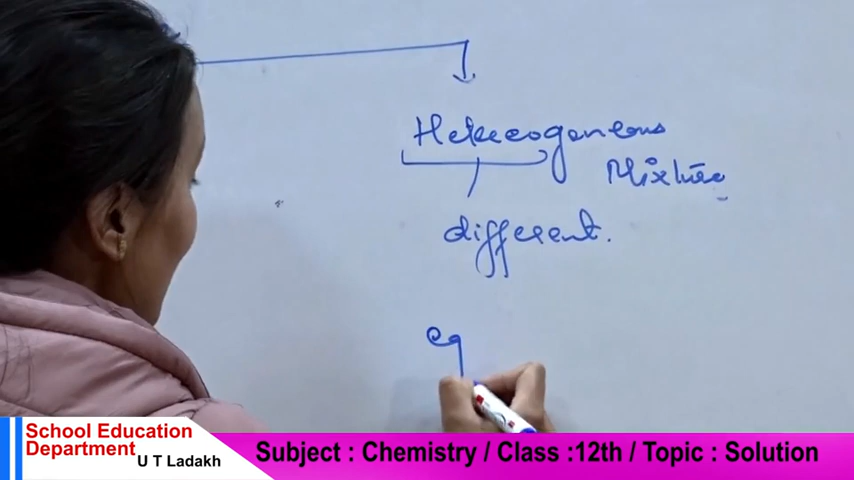 Heterogeneous
Mixture
different.
eg
School Education
Department
U T Ladakh
Subject : Chemistry / Class :12th / Topic : Solution